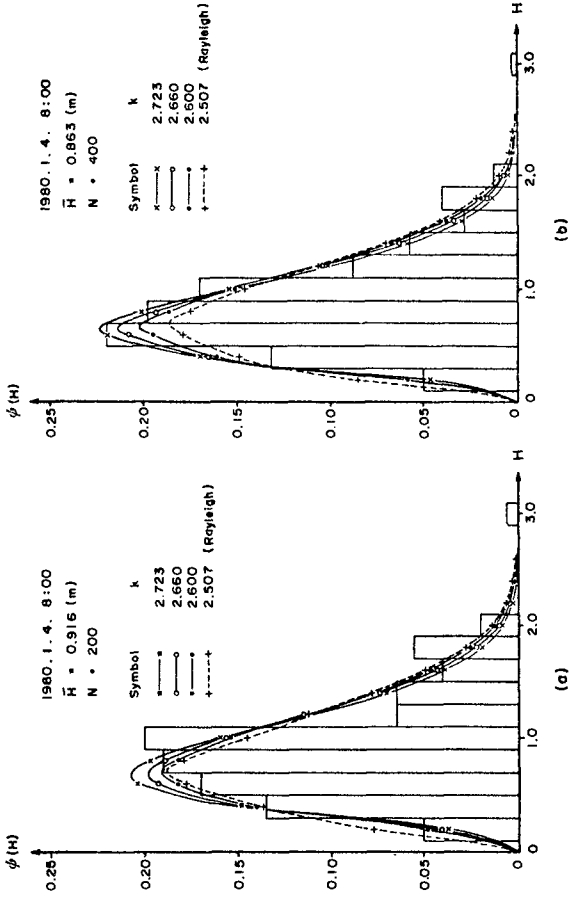 φ(H)
0.25
0.20
0.15
0.10
0.05
0
0
1.0
2.0
3.0
H
1980. 1. 4. 8:00
H̅ = 0.916 (m)
N = 200
Symbol k
2.723
2.660
2.600
2.507 (Rayleigh)
(a)
φ(H)
0.25
0.20
0.15
0.10
0.05
0
0
1.0
2.0
3.0
H
1980. 1. 4. 8:00
H̅ = 0.863 (m)
N = 400
Symbol k
2.723
2.660
2.600
2.507 (Rayleigh)
(b)